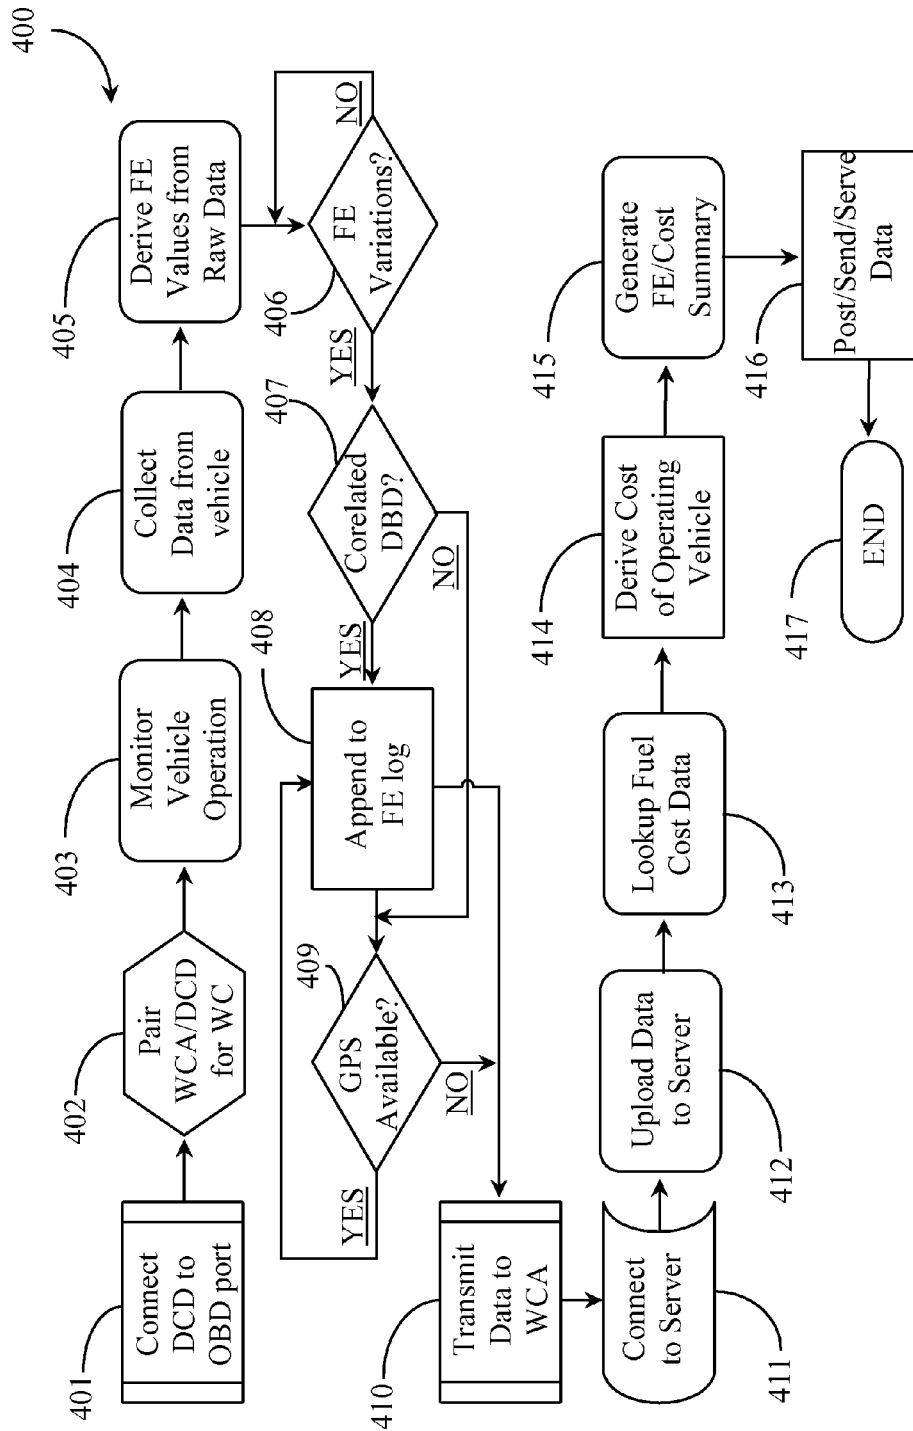 400
Connect
DCD to
OBD port
401
Pair
WCA/DCD
for WC
402
Monitor
Vehicle
Operation
403
Collect
Data from
vehicle
404
Derive FE
Values from
Raw Data
405
FE
Variations?
406
NO
YES
Corelated
DBD?
407
NO
YES
Append to
FE log
408
GPS
Available?
409
YES
NO
Transmit
Data to
WCA
410
Connect
to Server
411
Upload Data
to Server
412
Lookup Fuel
Cost Data
413
Derive Cost
of Operating
Vehicle
414
Generate
FE/Cost
Summary
415
Post/Send/Serve
Data
416
END
417